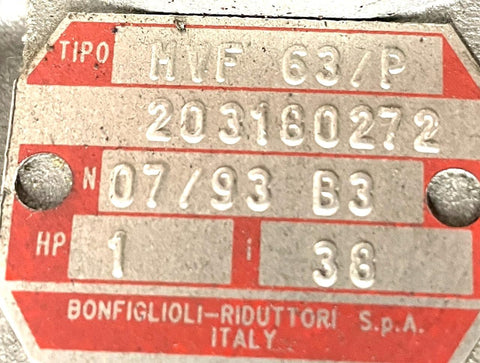 TIPO MVF 63/P
203180272
N 07/93 B3
HP 1 i 38
BONFIGLIOLI-RIDUTTORI S.p.A.
ITALY